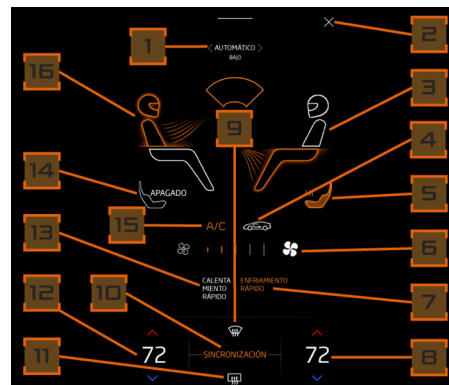 1
AUTOMÁTICO
BAJO
2
16
3
9
4
14
APAGADO
HI
5
15
A/C
6
13
CALENTA
MIENTO
RÁPIDO
ENFRIAMIENTO
RÁPIDO
7
10
12
72
SINCRONIZACIÓN
72
8
11